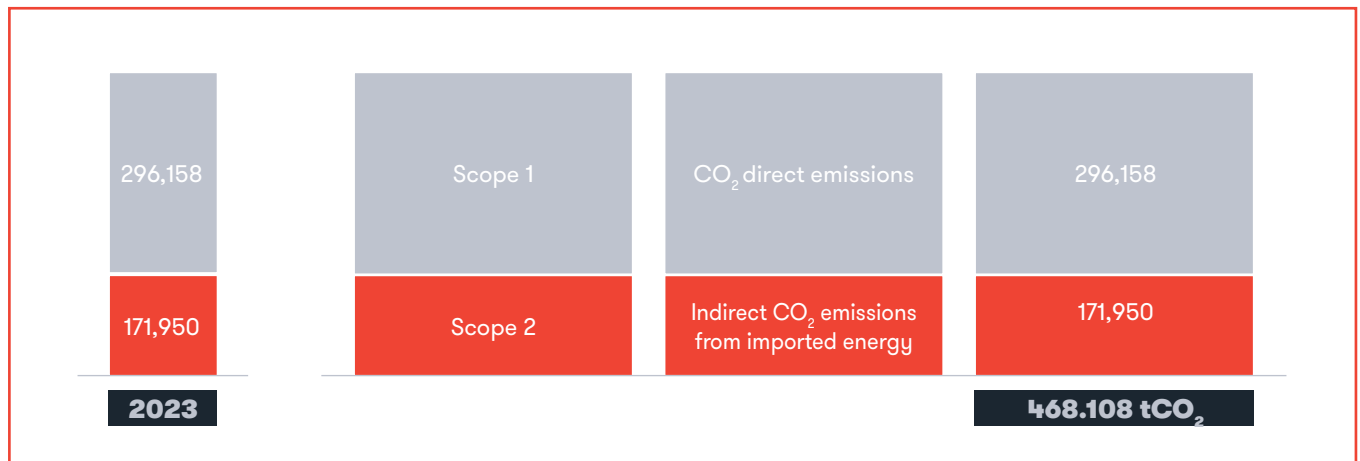 296,158
Scope 1
CO₂ direct emissions
296,158
171,950
Scope 2
Indirect CO₂ emissions
from imported energy
171,950
2023
468.108 tCO₂